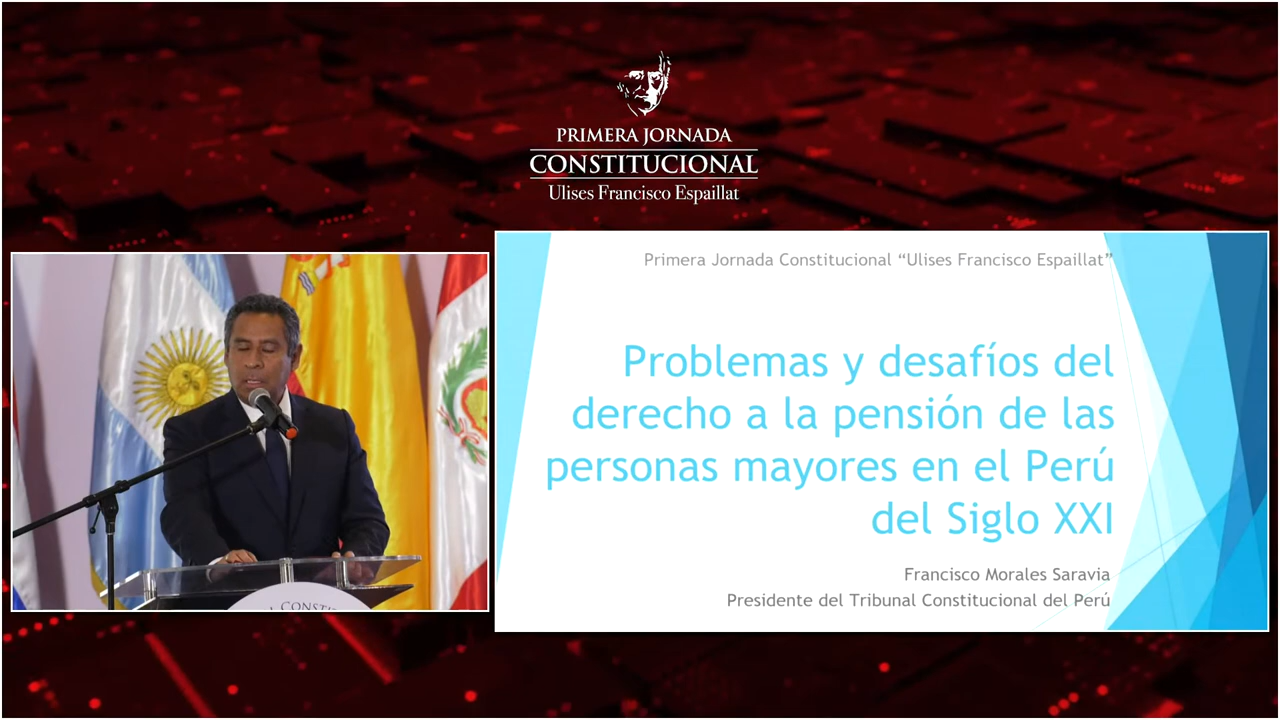 PRIMERA JORNADA
CONSTITUCIONAL
Ulises Francisco Espaillat
Primera Jornada Constitucional “Ulises Francisco Espaillat”
Problemas y desafíos del
derecho a la pensión de las
personas mayores en el Perú
del Siglo XXI
Francisco Morales Saravia
Presidente del Tribunal Constitucional del Perú